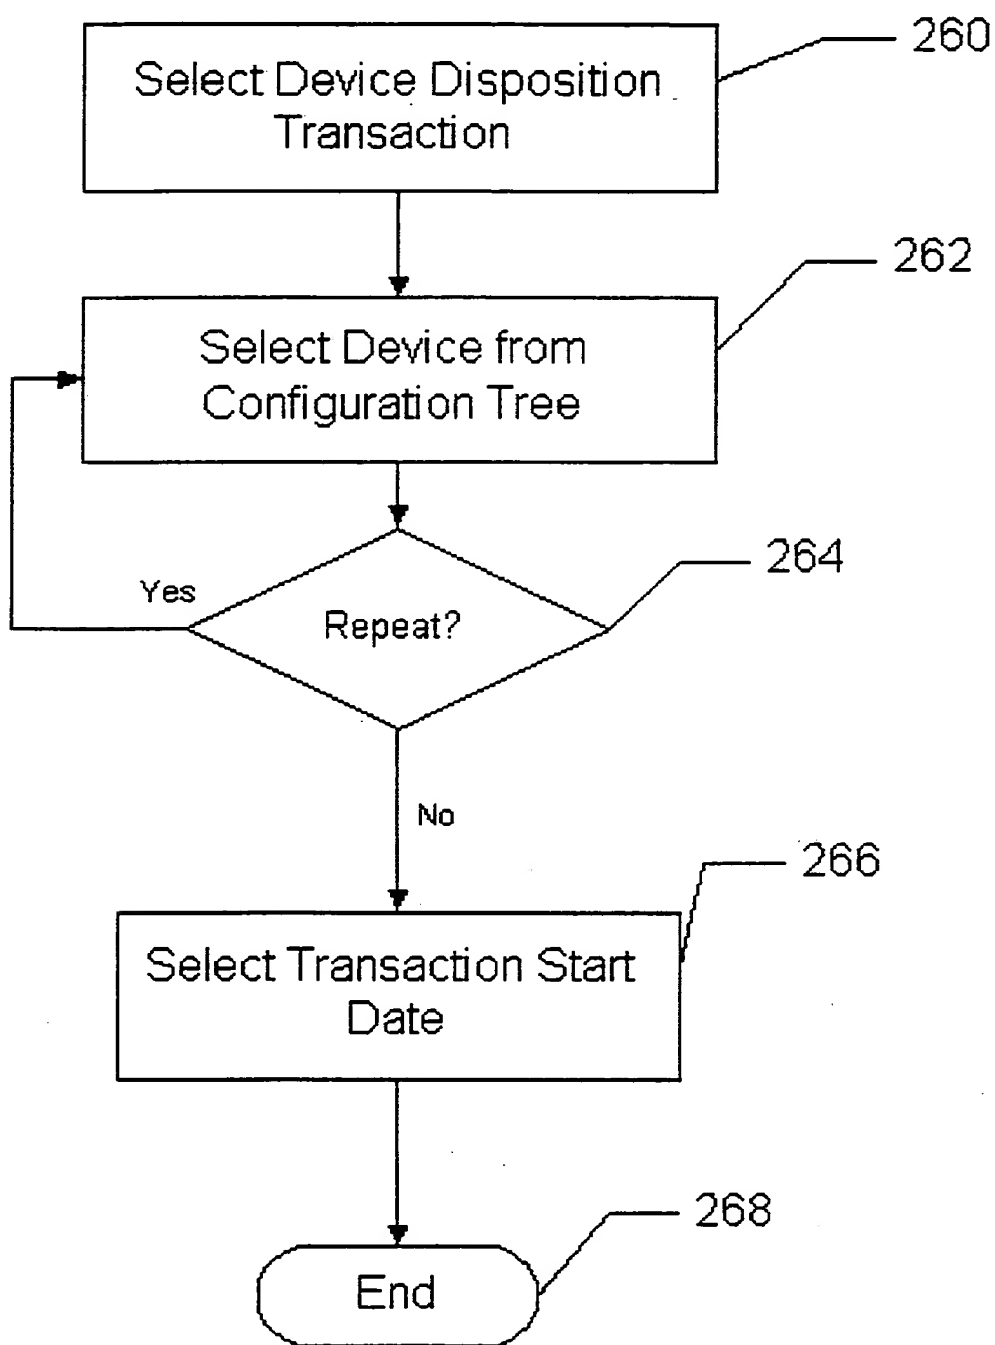 260
Select Device Disposition
Transaction
262
Select Device from
Configuration Tree
264
Yes
Repeat?
No
266
Select Transaction Start
Date
268
End